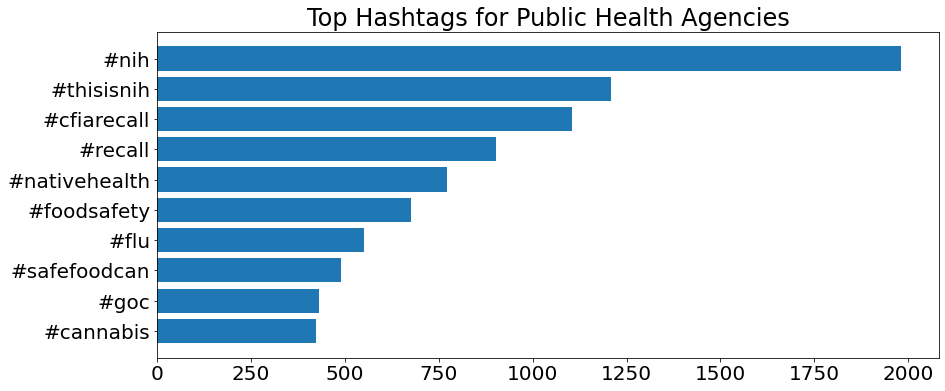 Top Hashtags for Public Health Agencies
#nih
#thisisnih
#cfiarecall
#recall
#nativehealth
#foodsafety
#flu
#safefoodcan
#goc
#cannabis
0 250 500 750 1000 1250 1500 1750 2000